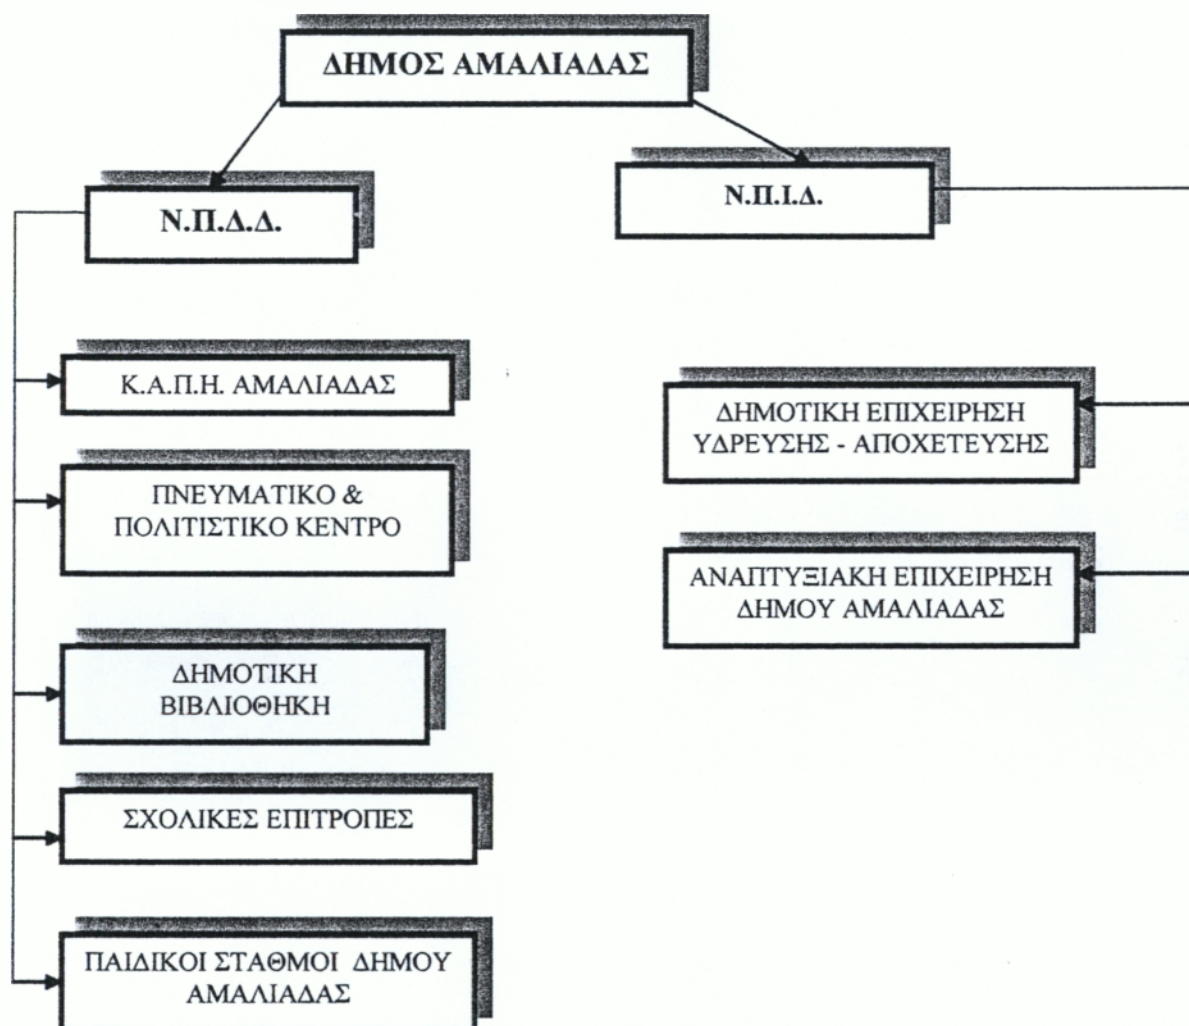 ΔΗΜΟΣ ΑΜΑΛΙΑΔΑΣ
Ν.Π.Δ.Δ.
Ν.Π.Ι.Δ.
Κ.Α.Π.Η. ΑΜΑΛΙΑΔΑΣ
ΠΝΕΥΜΑΤΙΚΟ &
ΠΟΛΙΤΙΣΤΙΚΟ ΚΕΝΤΡΟ
ΔΗΜΟΤΙΚΗ
ΒΙΒΛΙΟΘΗΚΗ
ΣΧΟΛΙΚΕΣ ΕΠΙΤΡΟΠΕΣ
ΠΑΙΔΙΚΟΙ ΣΤΑΘΜΟΙ ΔΗΜΟΥ
ΑΜΑΛΙΑΔΑΣ
ΔΗΜΟΤΙΚΗ ΕΠΙΧΕΙΡΗΣΗ
ΥΔΡΕΥΣΗΣ - ΑΠΟΧΕΤΕΥΣΗΣ
ΑΝΑΠΤΥΞΙΑΚΗ ΕΠΙΧΕΙΡΗΣΗ
ΔΗΜΟΥ ΑΜΑΛΙΑΔΑΣ